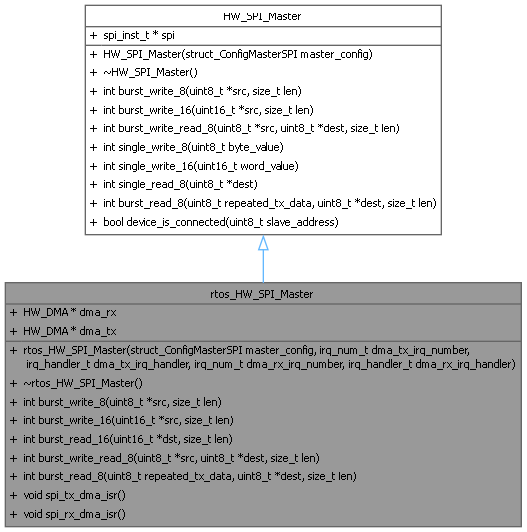 HW_SPI_Master
+ spi_inst_t * spi
+ HW_SPI_Master(struct_ConfigMasterSPI master_config)
+ ~HW_SPI_Master()
+ int burst_write_8(uint8_t *src, size_t len)
+ int burst_write_16(uint16_t *src, size_t len)
+ int burst_write_read_8(uint8_t *src, uint8_t *dest, size_t len)
+ int single_write_8(uint8_t byte_value)
+ int single_write_16(uint16_t word_value)
+ int single_read_8(uint8_t *dest)
+ int burst_read_8(uint8_t repeated_tx_data, uint8_t *dest, size_t len)
+ bool device_is_connected(uint8_t slave_address)
rtos_HW_SPI_Master
+ HW_DMA * dma_rx
+ HW_DMA * dma_tx
+ rtos_HW_SPI_Master(struct_ConfigMasterSPI master_config, irq_num_t dma_tx_irq_number,
irq_handler_t dma_tx_irq_handler, irq_num_t dma_rx_irq_number, irq_handler_t dma_rx_irq_handler)
+ ~rtos_HW_SPI_Master()
+ int burst_write_8(uint8_t *src, size_t len)
+ int burst_write_16(uint16_t *src, size_t len)
+ int burst_read_16(uint16_t *dst, size_t len)
+ int burst_write_read_8(uint8_t *src, uint8_t *dest, size_t len)
+ int burst_read_8(uint8_t repeated_tx_data, uint8_t *dest, size_t len)
+ void spi_tx_dma_isr()
+ void spi_rx_dma_isr()